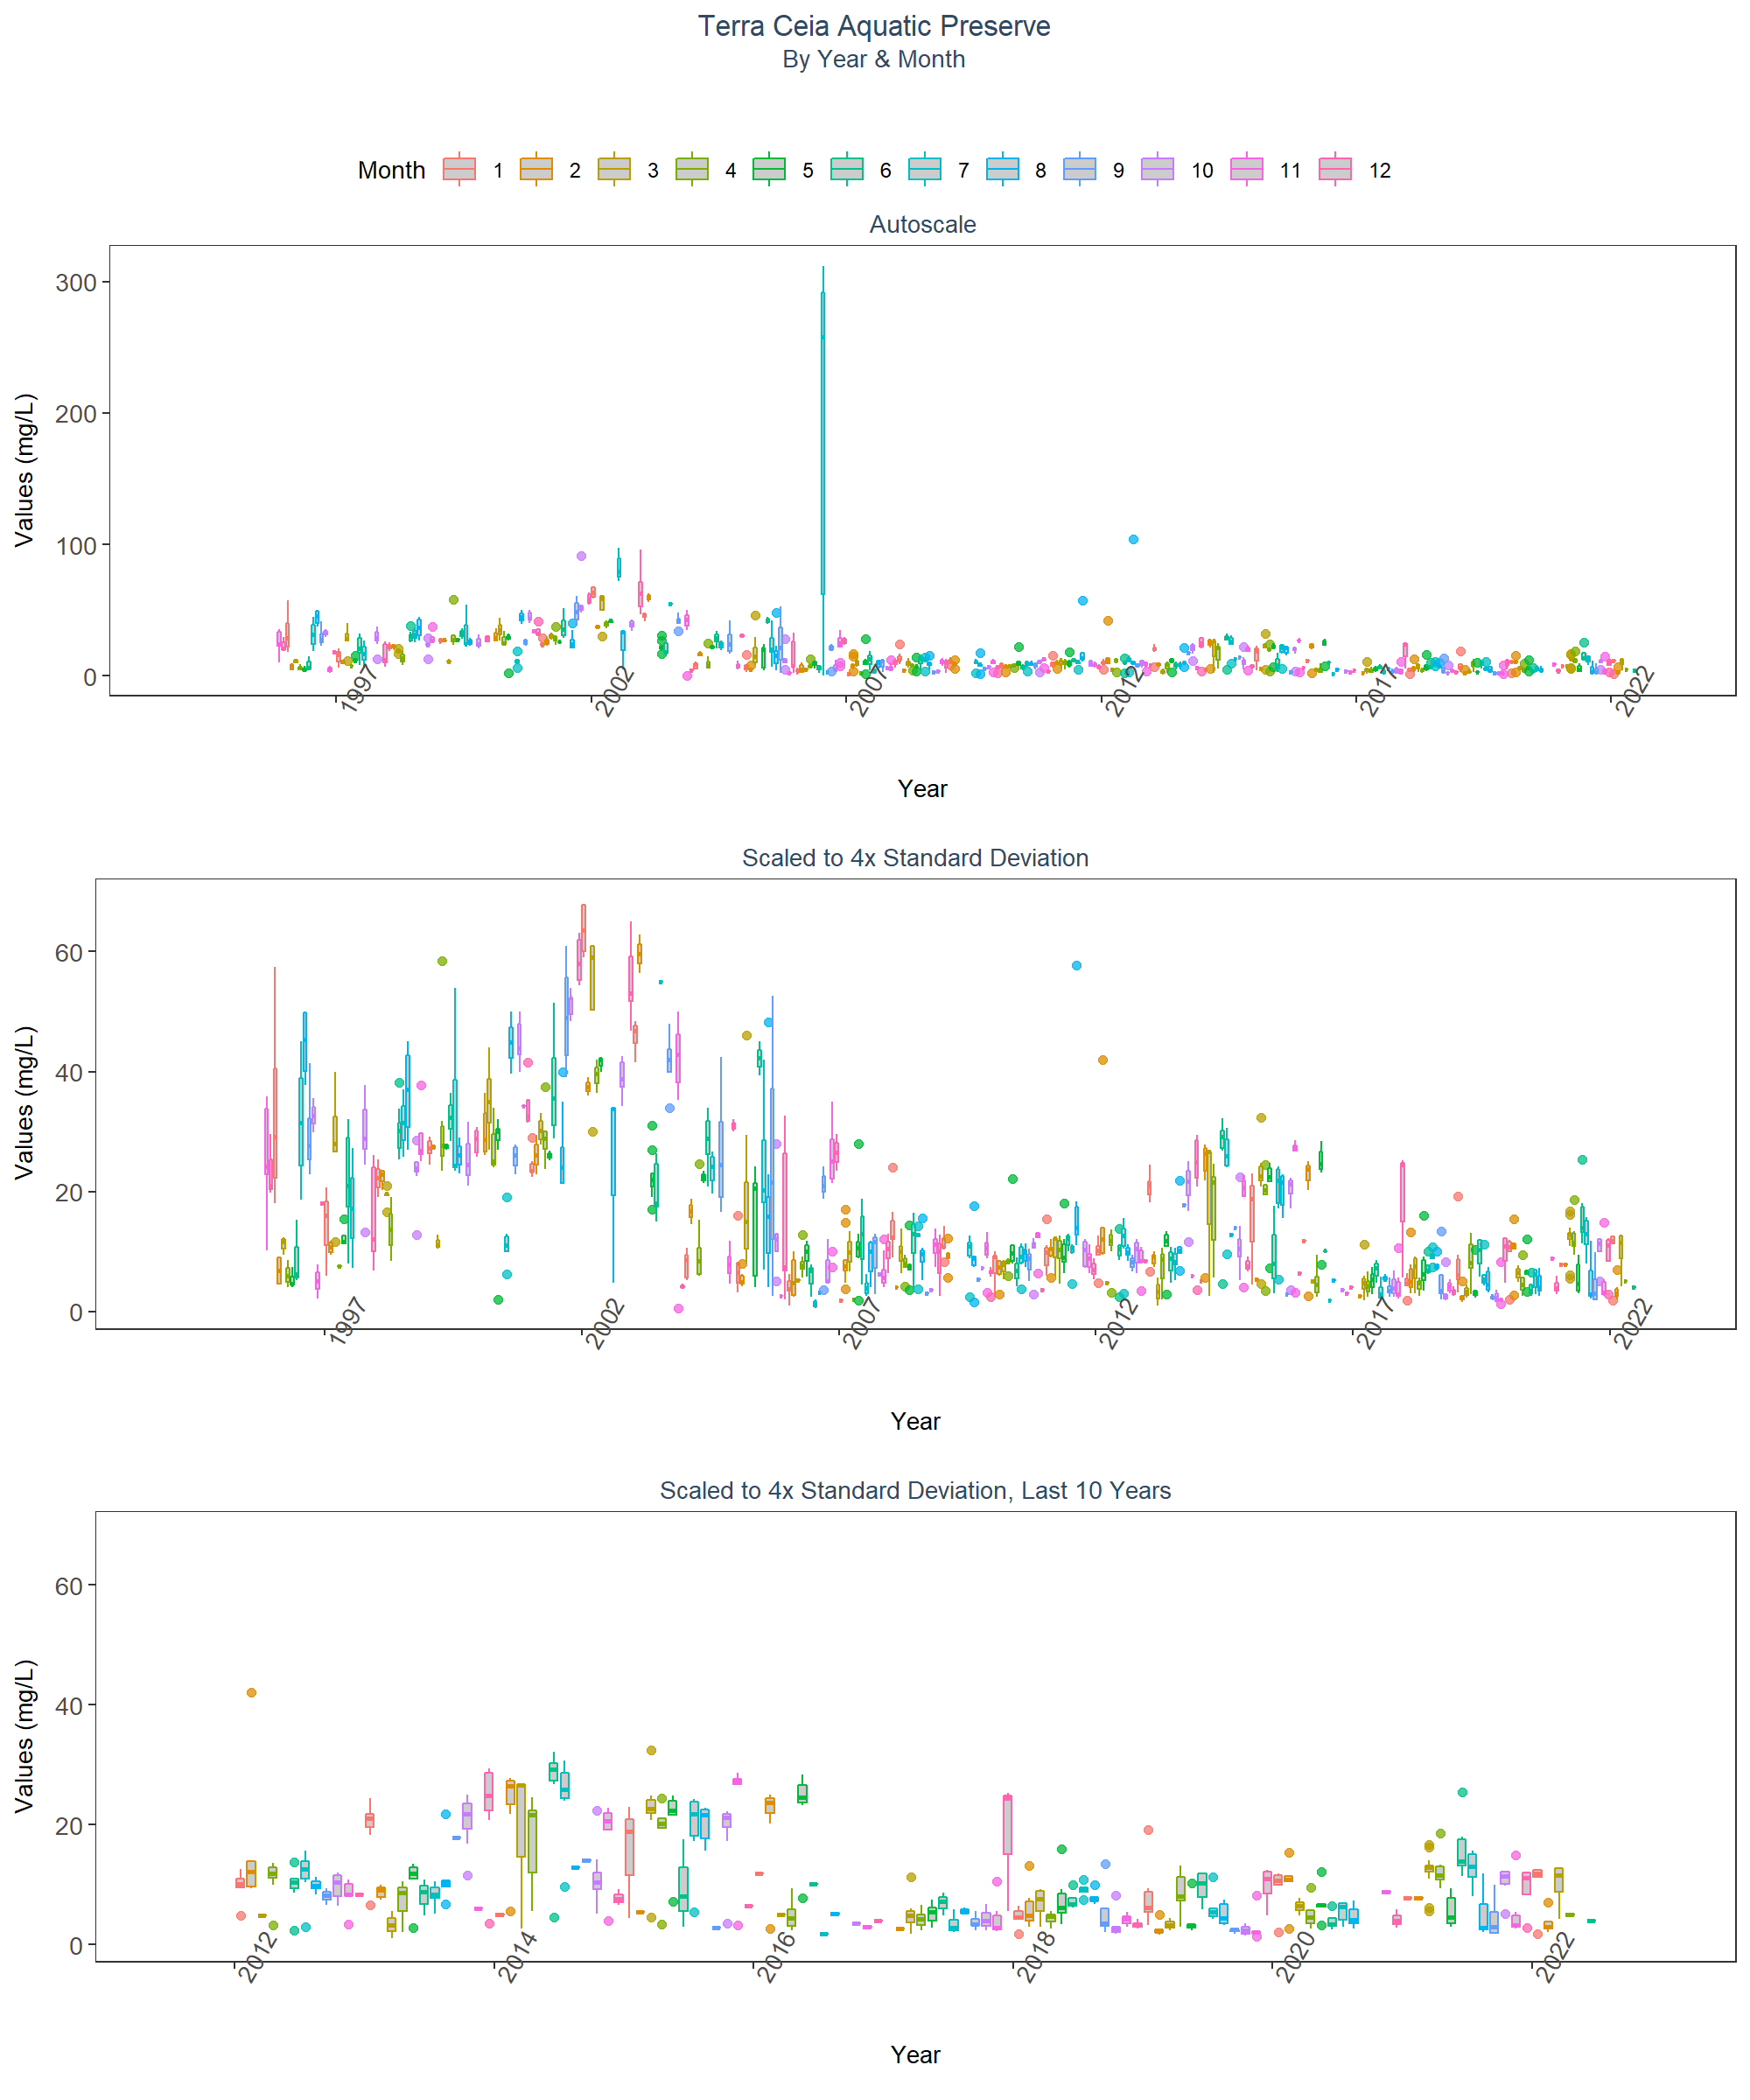 Terra Ceia Aquatic Preserve
By Year & Month
Month 1 2 3 4 5 6 7 8 9 10 11 12
Autoscale
Values (mg/L)
300
200
100
0
1997 2002 2007 2012 2017 2022
Year
Scaled to 4x Standard Deviation
Values (mg/L)
60
40
20
0
1997 2002 2007 2012 2017 2022
Year
Scaled to 4x Standard Deviation, Last 10 Years
Values (mg/L)
60
40
20
0
2012 2014 2016 2018 2020 2022
Year